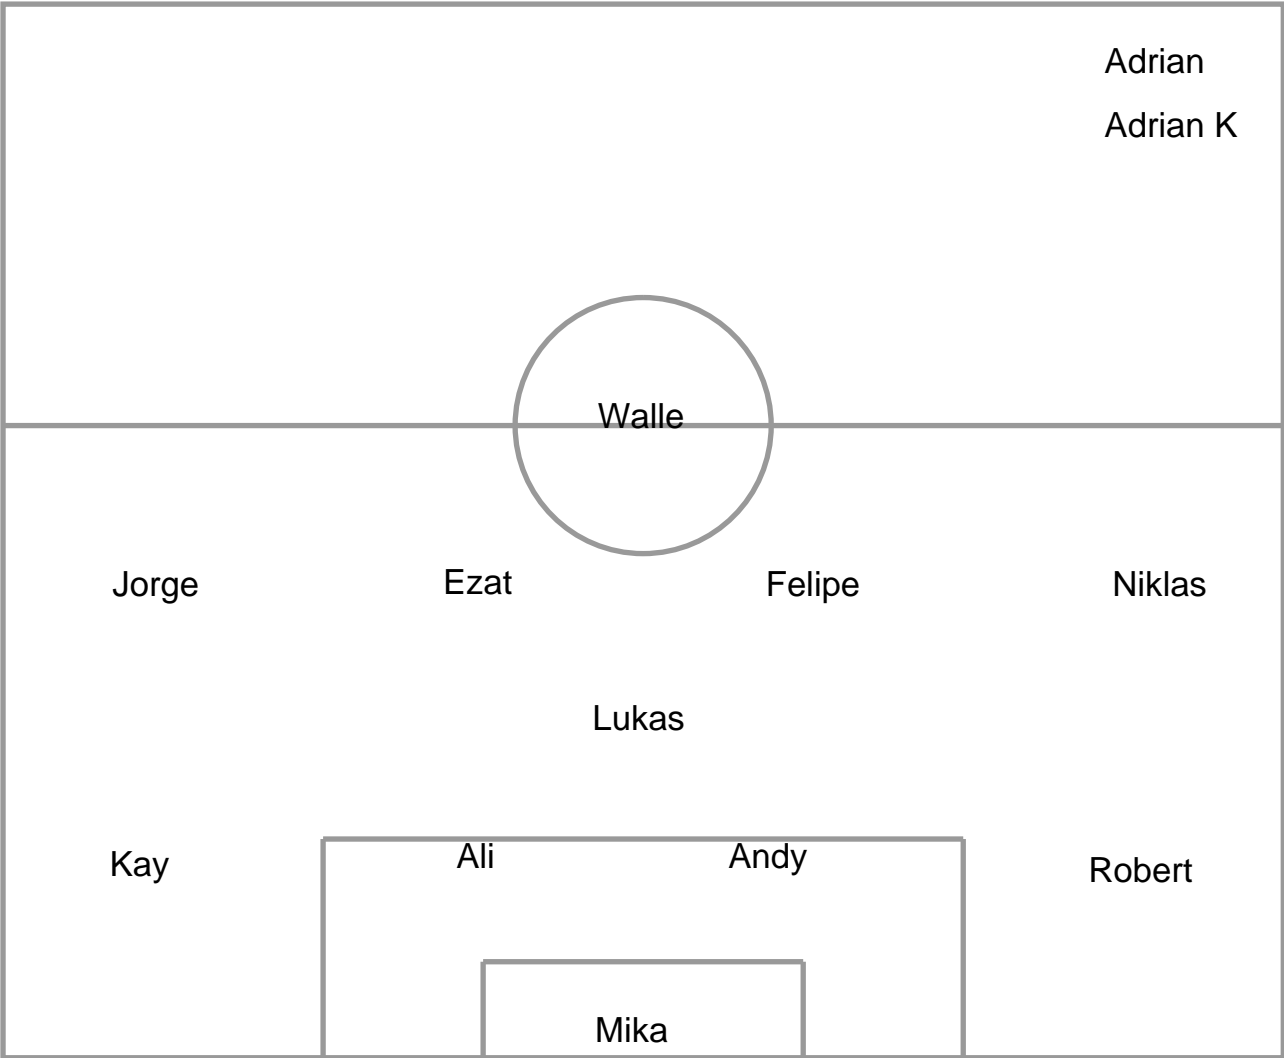 Adrian
Adrian K
Walle
Jorge Ezat Felipe Niklas
Lukas
Kay Ali Andy Robert
Mika